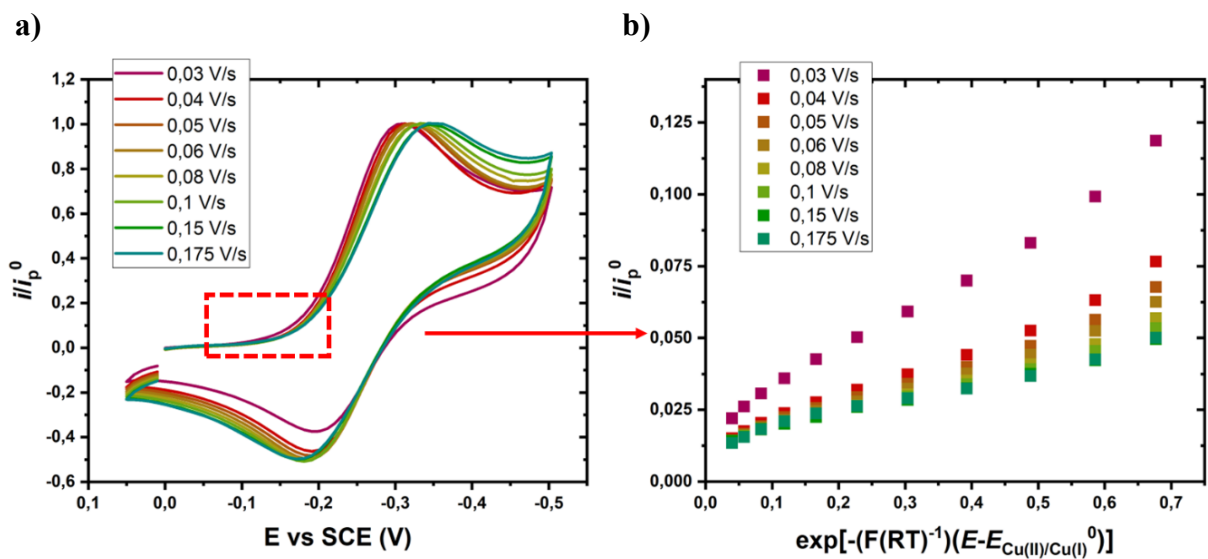 a)
0,03 V/s
0,04 V/s
0,05 V/s
0,06 V/s
0,08 V/s
0,1 V/s
0,15 V/s
0,175 V/s
1,2
1,0
0,8
0,6
0,4
0,2
0,0
-0,2
-0,4
-0,6
i/ip⁰
0,1
0,0
-0,1
-0,2
-0,3
-0,4
-0,5
E vs SCE (V)
b)
0,03 V/s
0,04 V/s
0,05 V/s
0,06 V/s
0,08 V/s
0,1 V/s
0,15 V/s
0,175 V/s
0,125
0,100
0,075
0,050
0,025
0,000
i/ip⁰
0,0
0,1
0,2
0,3
0,4
0,5
0,6
0,7
exp[-(F(RT)⁻¹)(E-ECu(II)/Cu(I)⁰)]